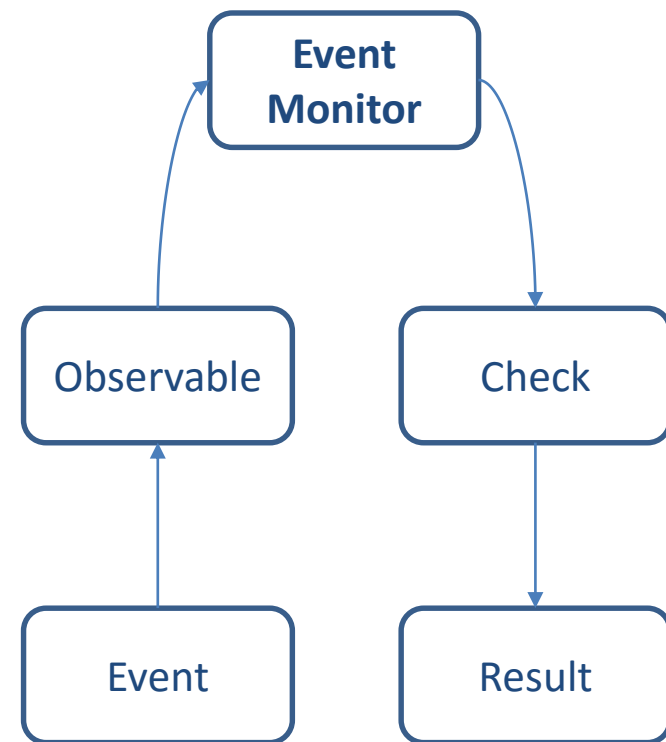 Event
Monitor
Observable
Check
Event
Result